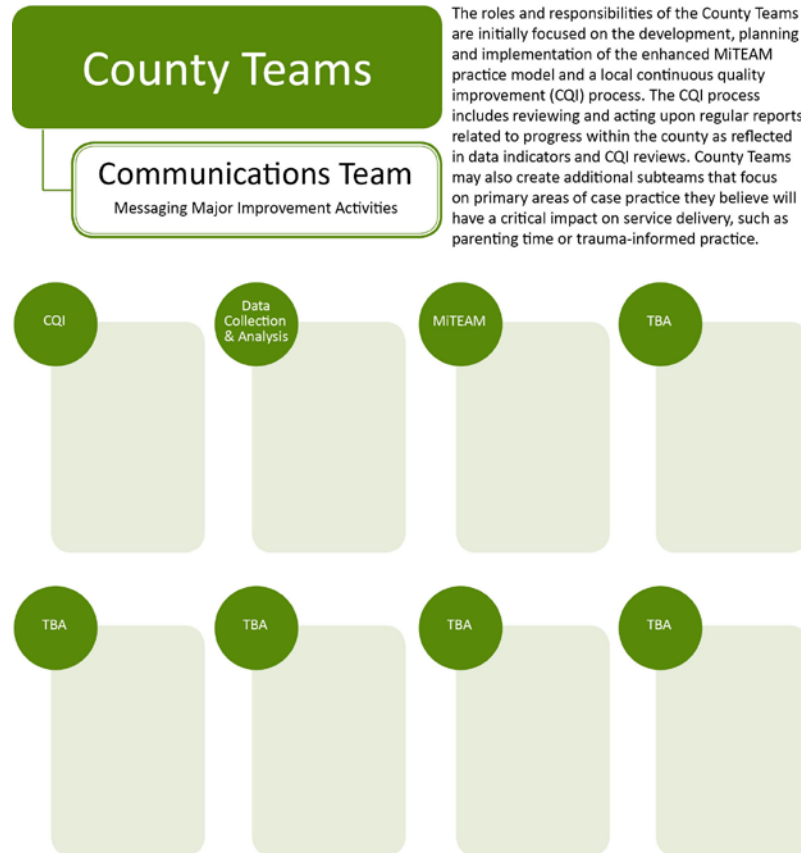 County Teams
Communications Team
Messaging Major Improvement Activities
The roles and responsibilities of the County Teams
are initially focused on the development, planning
and implementation of the enhanced MiTEAM
practice model and a local continuous quality
improvement (CQI) process. The CQI process
includes reviewing and acting upon regular reports
related to progress within the county as reflected
in data indicators and CQI reviews. County Teams
may also create additional subteams that focus
on primary areas of case practice they believe will
have a critical impact on service delivery, such as
parenting time or trauma-informed practice.
CQI
Data
Collection
& Analysis
MiTEAM
TBA
TBA
TBA
TBA
TBA